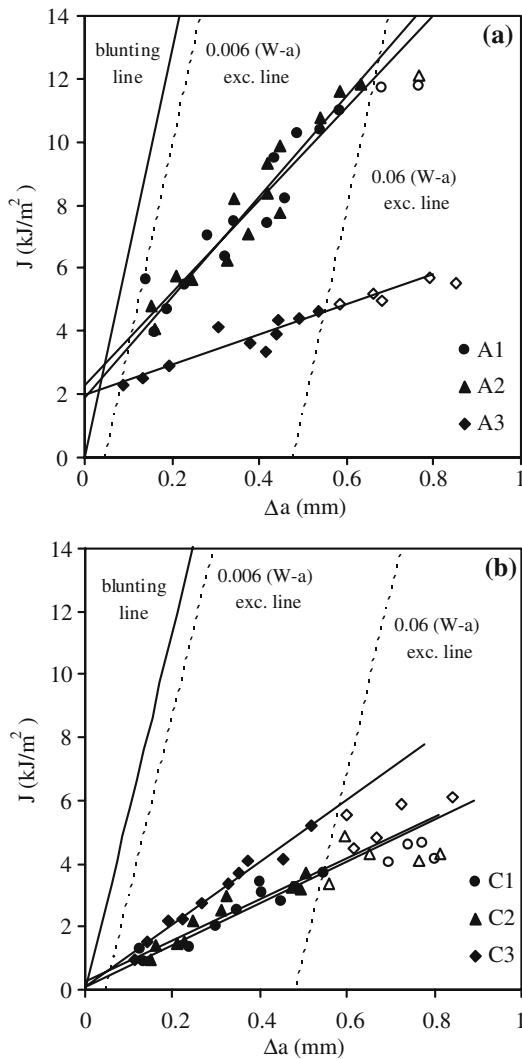 (a)
blunting
line
0.006 (W-a)
exc. line
0.06 (W-a)
exc. line
J (kJ/m²)
14
12
10
8
6
4
2
0
A1
A2
A3
0 0.2 0.4 0.6 0.8 1
Δa (mm)
(b)
blunting
line
0.006 (W-a)
exc. line
0.06 (W-a)
exc. line
J (kJ/m²)
14
12
10
8
6
4
2
0
C1
C2
C3
0 0.2 0.4 0.6 0.8 1
Δa (mm)